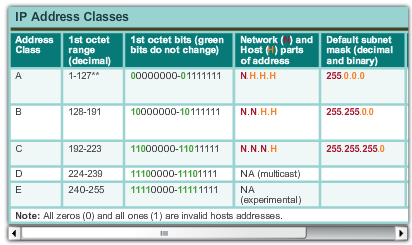 IP Address Classes
Address Class 1st octet range (decimal) 1st octet bits (green bits do not change) Network (N) and Host (H) parts of address Default subnet mask (decimal and binary)
A 1-127** 00000000-01111111 N.H.H.H 255.0.0.0
B 128-191 10000000-10111111 N.N.H.H 255.255.0.0
C 192-223 11000000-11011111 N.N.N.H 255.255.255.0
D 224-239 11100000-11101111 NA (multicast)
E 240-255 11110000-11111111 NA (experimental)
Note: All zeros (0) and all ones (1) are invalid hosts addresses.